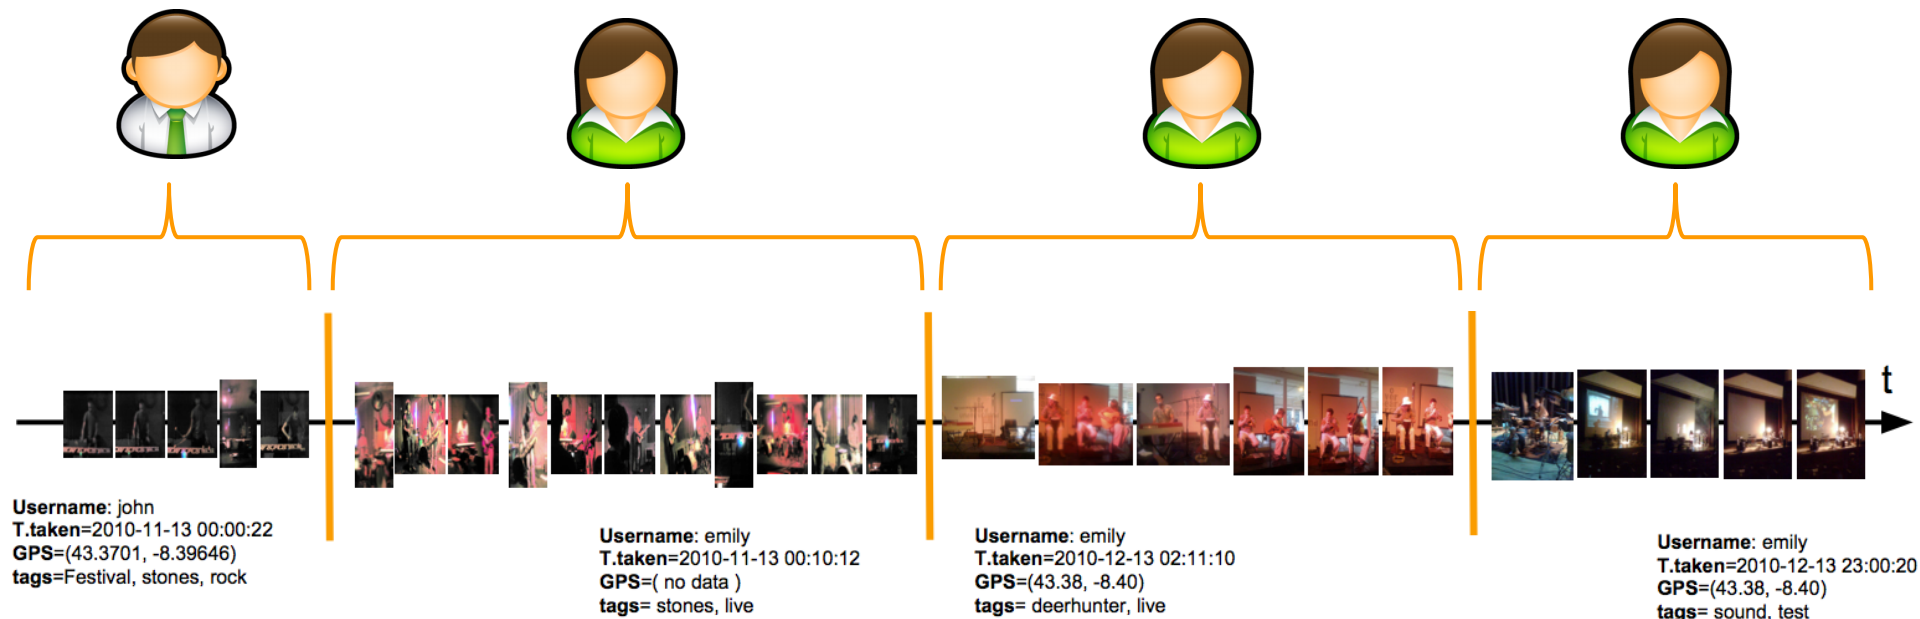 t
Username: john
T.taken=2010-11-13 00:00:22
GPS=(43.3701, -8.39646)
tags=Festival, stones, rock
Username: emily
T.taken=2010-11-13 00:10:12
GPS=( no data )
tags= stones, live
Username: emily
T.taken=2010-12-13 02:11:10
GPS=(43.38, -8.40)
tags= deerhunter, live
Username: emily
T.taken=2010-12-13 23:00:20
GPS=(43.38, -8.40)
tags= sound, test